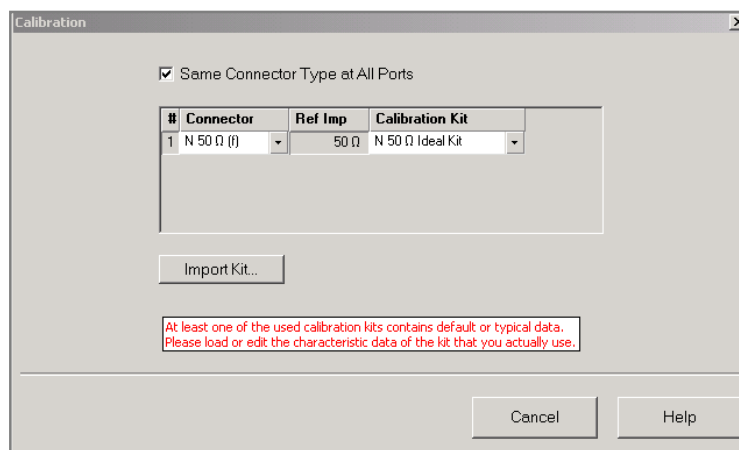 Calibration
Same Connector Type at All Ports
# Connector Ref Imp Calibration Kit
1 N 50 Ω (f) 50 Ω N 50 Ω Ideal Kit
Import Kit...
At least one of the used calibration kits contains default or typical data.
Please load or edit the characteristic data of the kit that you actually use.
Cancel Help